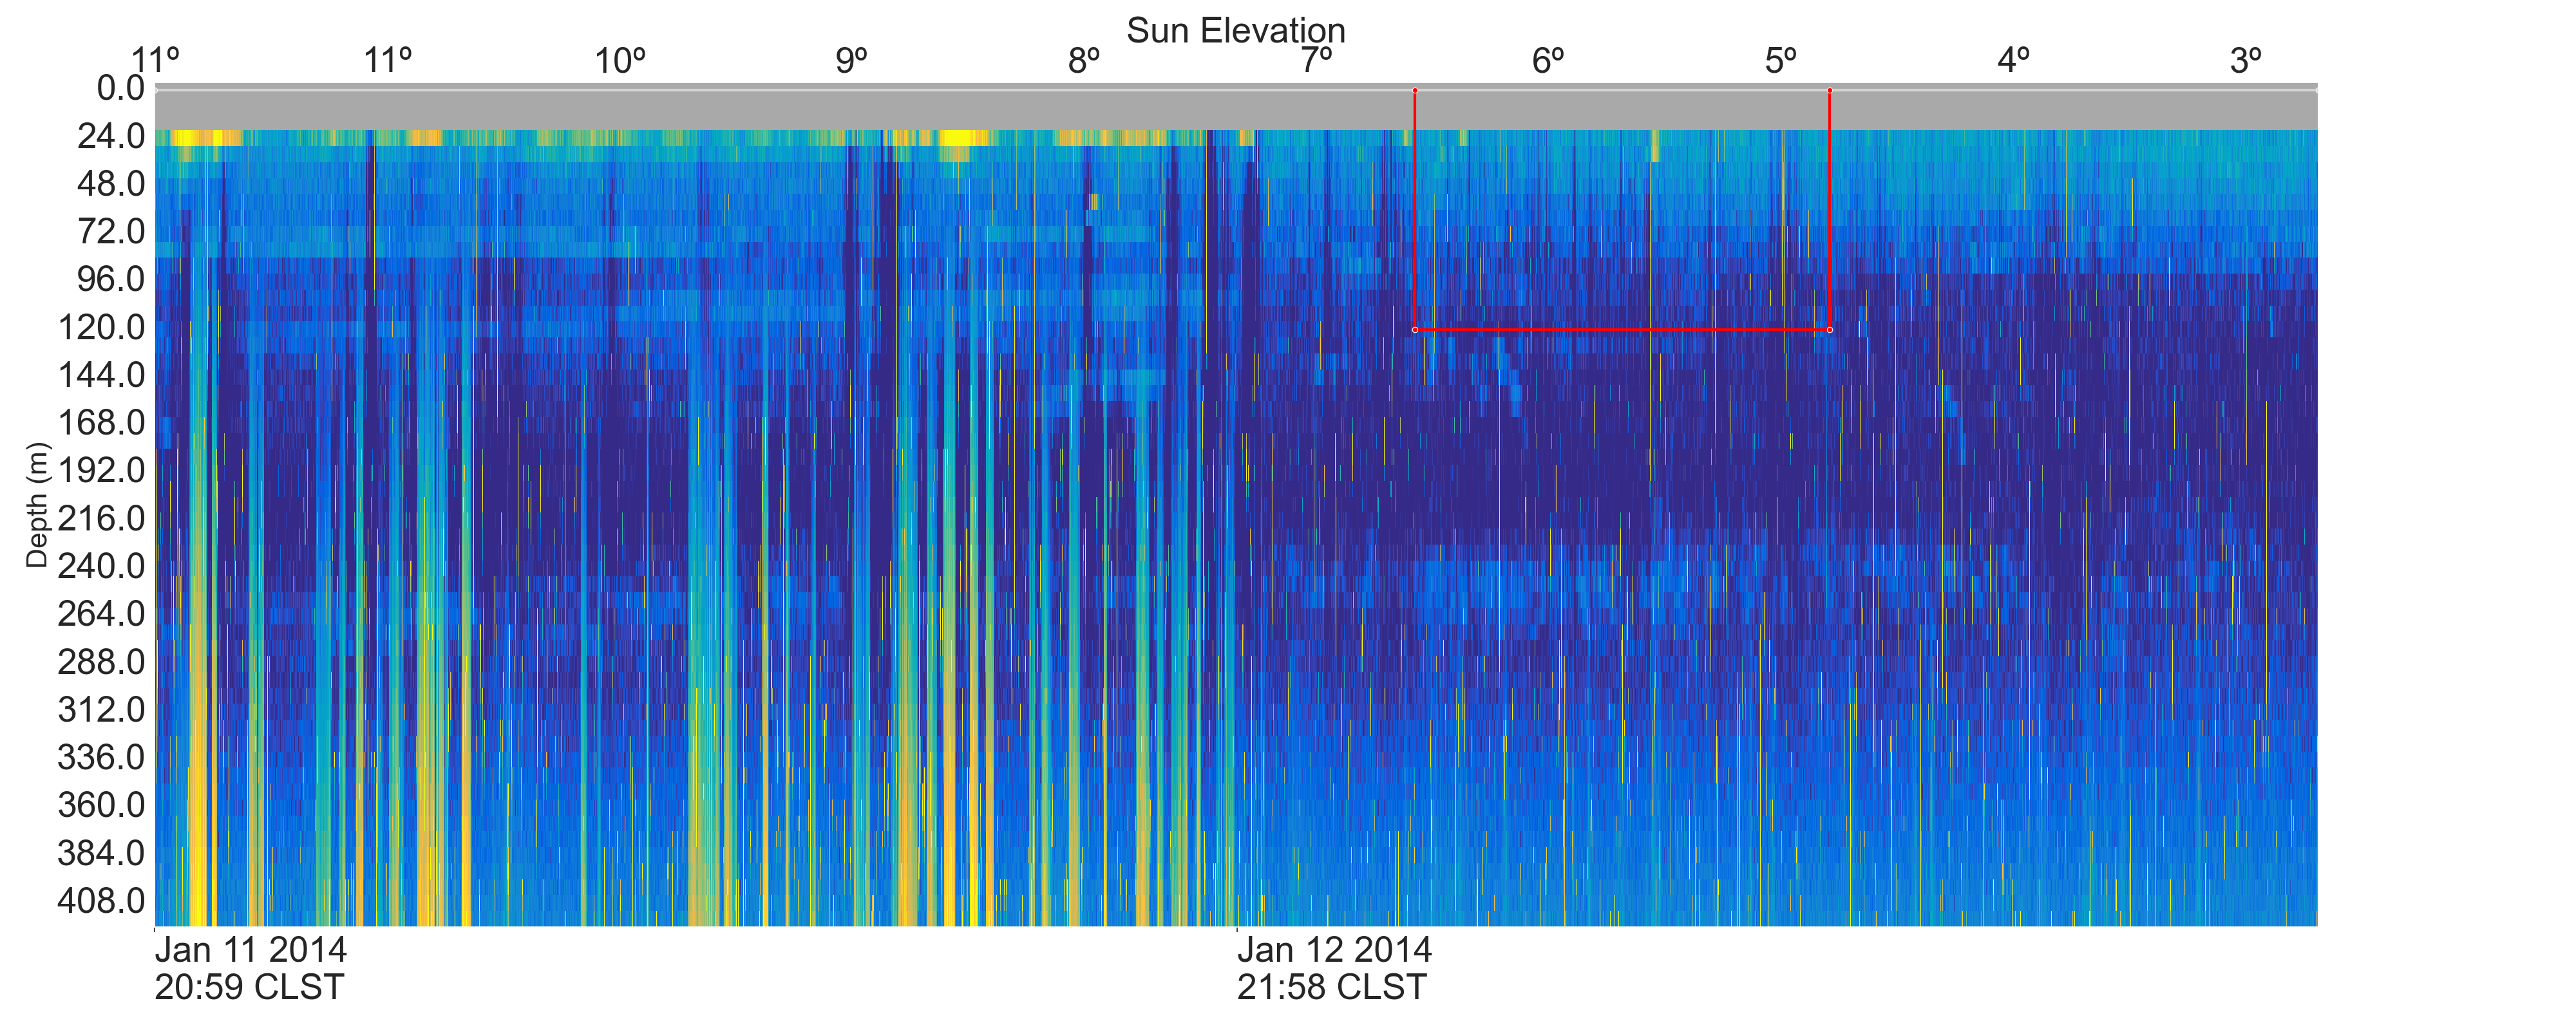 Sun Elevation
11º 11º 10º 9º 8º 7º 6º 5º 4º 3º
0.0
24.0
48.0
72.0
96.0
120.0
144.0
168.0
192.0
216.0
240.0
264.0
288.0
312.0
336.0
360.0
384.0
408.0
Depth (m)
Jan 11 2014
20:59 CLST
Jan 12 2014
21:58 CLST